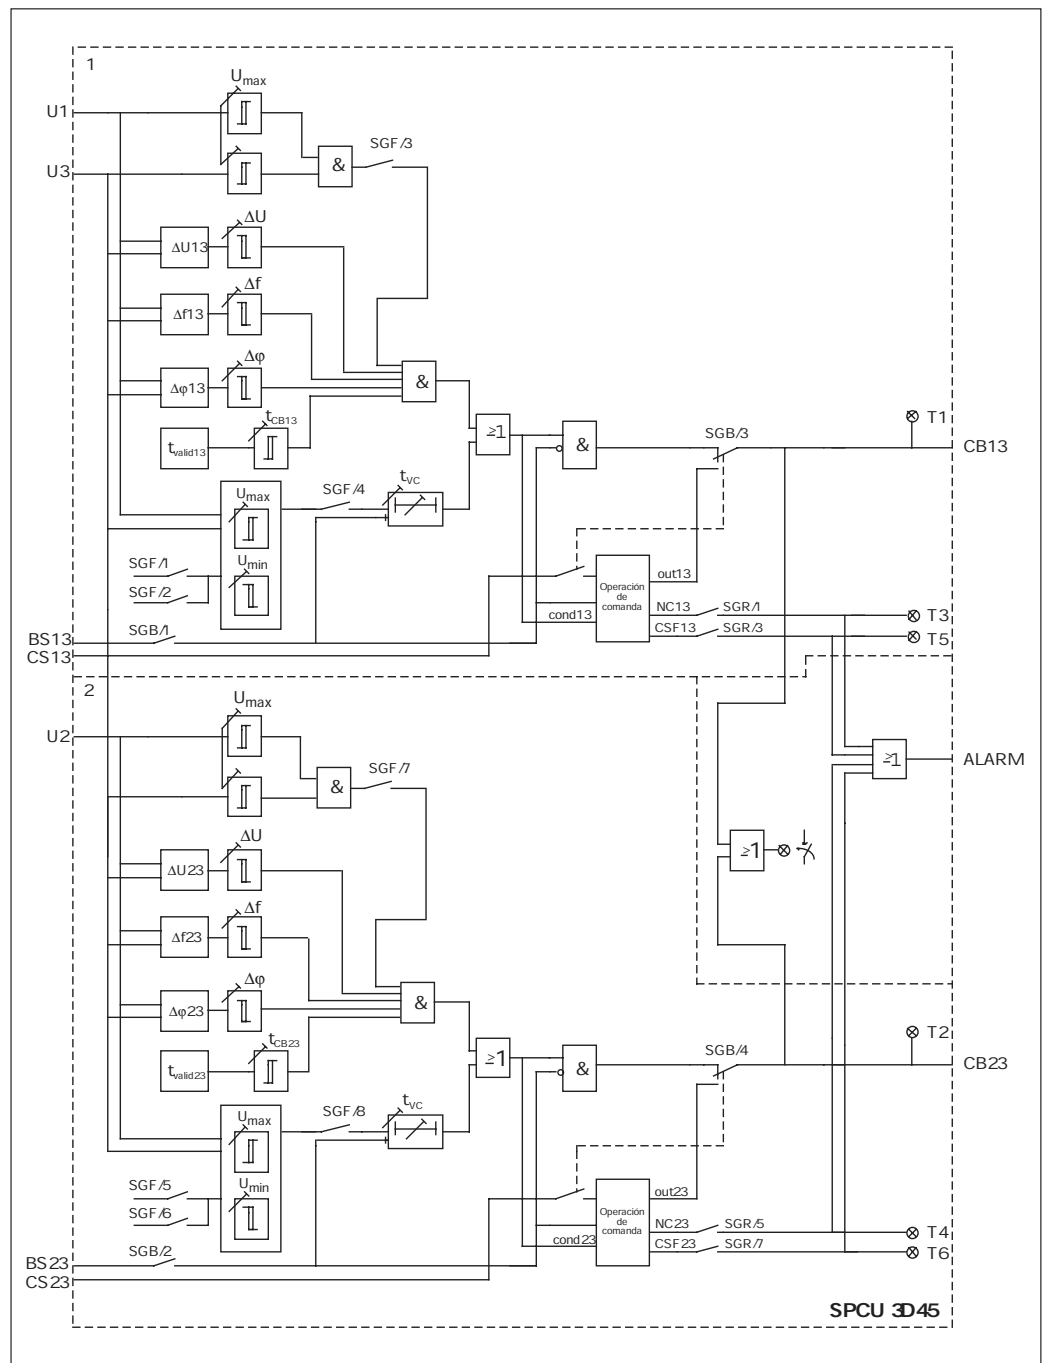 1
Umax
U1
U3
&
SGF/3
ΔU
ΔU13
Δf
Δf13
Δφ
Δφ13
&
tCB13
tvalid13
≥1
&
SGB/3
T1
CB13
Umax
SGF/4
tVC
Umin
SGF/1
SGF/2
Operación
de
comanda
out13
cond13
NC13
SGR/1
T3
CSF13
SGR/3
T5
BS13
SGB/1
CS13
2
Umax
U2
&
SGF/7
≥1
ALARM
ΔU
ΔU23
≥1
Δf
Δf23
Δφ
Δφ23
&
tCB23
tvalid23
≥1
&
SGB/4
T2
CB23
Umax
SGF/8
tVC
Umin
SGF/5
SGF/6
Operación
de
comanda
out23
cond23
NC23
SGR/5
T4
CSF23
SGR/7
T6
BS23
SGB/2
CS23
SPCU 3D45